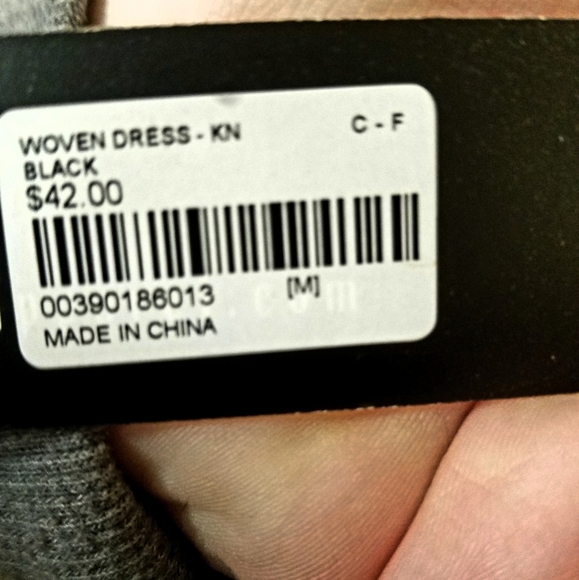 WOVEN DRESS - KN C - F
BLACK
$42.00
00390186013 [M]
MADE IN CHINA